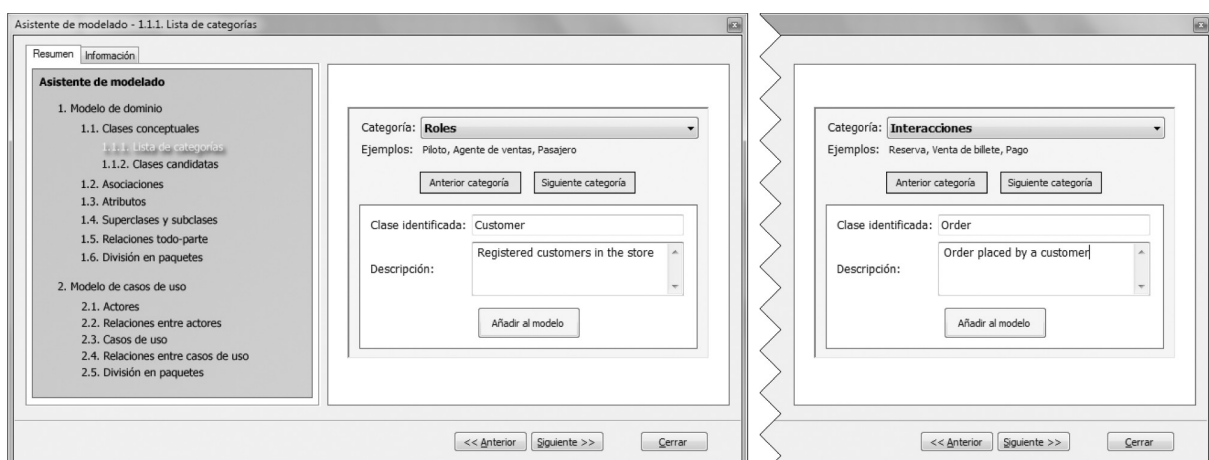 Asistente de modelado - 1.1.1. Lista de categorías
Resumen
Información
Asistente de modelado
1. Modelo de dominio
1.1. Clases conceptuales
1.1.1. Lista de categorías
1.1.2. Clases candidatas
1.2. Asociaciones
1.3. Atributos
1.4. Superclases y subclases
1.5. Relaciones todo-parte
1.6. División en paquetes
2. Modelo de casos de uso
2.1. Actores
2.2. Relaciones entre actores
2.3. Casos de uso
2.4. Relaciones entre casos de uso
2.5. División en paquetes
Categoría: Roles
Ejemplos: Piloto, Agente de ventas, Pasajero
Anterior categoría
Siguiente categoría
Clase identificada: Customer
Registered customers in the store
Descripción:
Añadir al modelo
<< Anterior
Siguiente >>
Cerrar
Categoría: Interacciones
Ejemplos: Reserva, Venta de billete, Pago
Anterior categoría
Siguiente categoría
Clase identificada: Order
Order placed by a customer
Descripción:
Añadir al modelo
<< Anterior
Siguiente >>
Cerrar